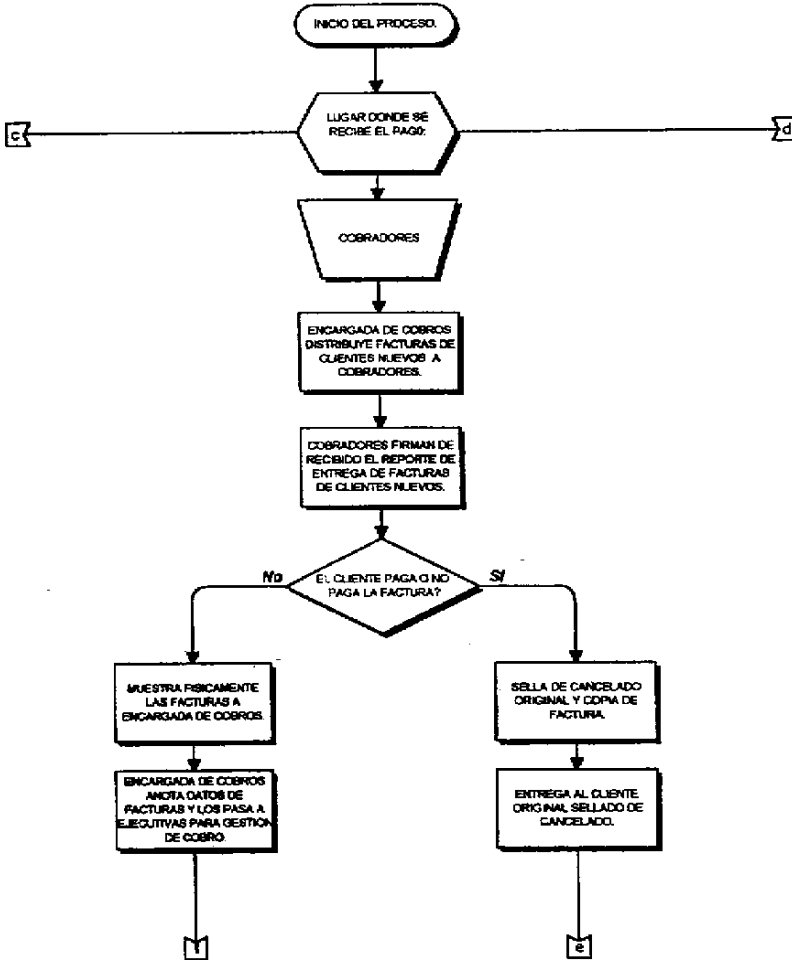 INICIO DEL PROCESO.
LUGAR DONDE SE
RECIBE EL PAGO:
c
d
COBRADORES
ENCARGADA DE COBROS
DISTRIBUYE FACTURAS DE
CLIENTES NUEVOS A
COBRADORES.
COBRADORES FIRMAN DE
RECIBIDO EL REPORTE DE
ENTREGA DE FACTURAS
DE CLIENTES NUEVOS.
No
EL CLIENTE PAGA O NO
PAGA LA FACTURA?
SI
MUESTRA FISICAMENTE
LAS FACTURAS A
ENCARGADA DE COBROS.
SELLA DE CANCELADO
ORIGINAL Y COPIA DE
FACTURA.
ENCARGADA DE COBROS
ANOTA DATOS DE
FACTURAS Y LOS PASA A
EJECUTIVAS PARA GESTION
DE COBRO.
ENTREGA AL CLIENTE
ORIGINAL SELLADO DE
CANCELADO.
e